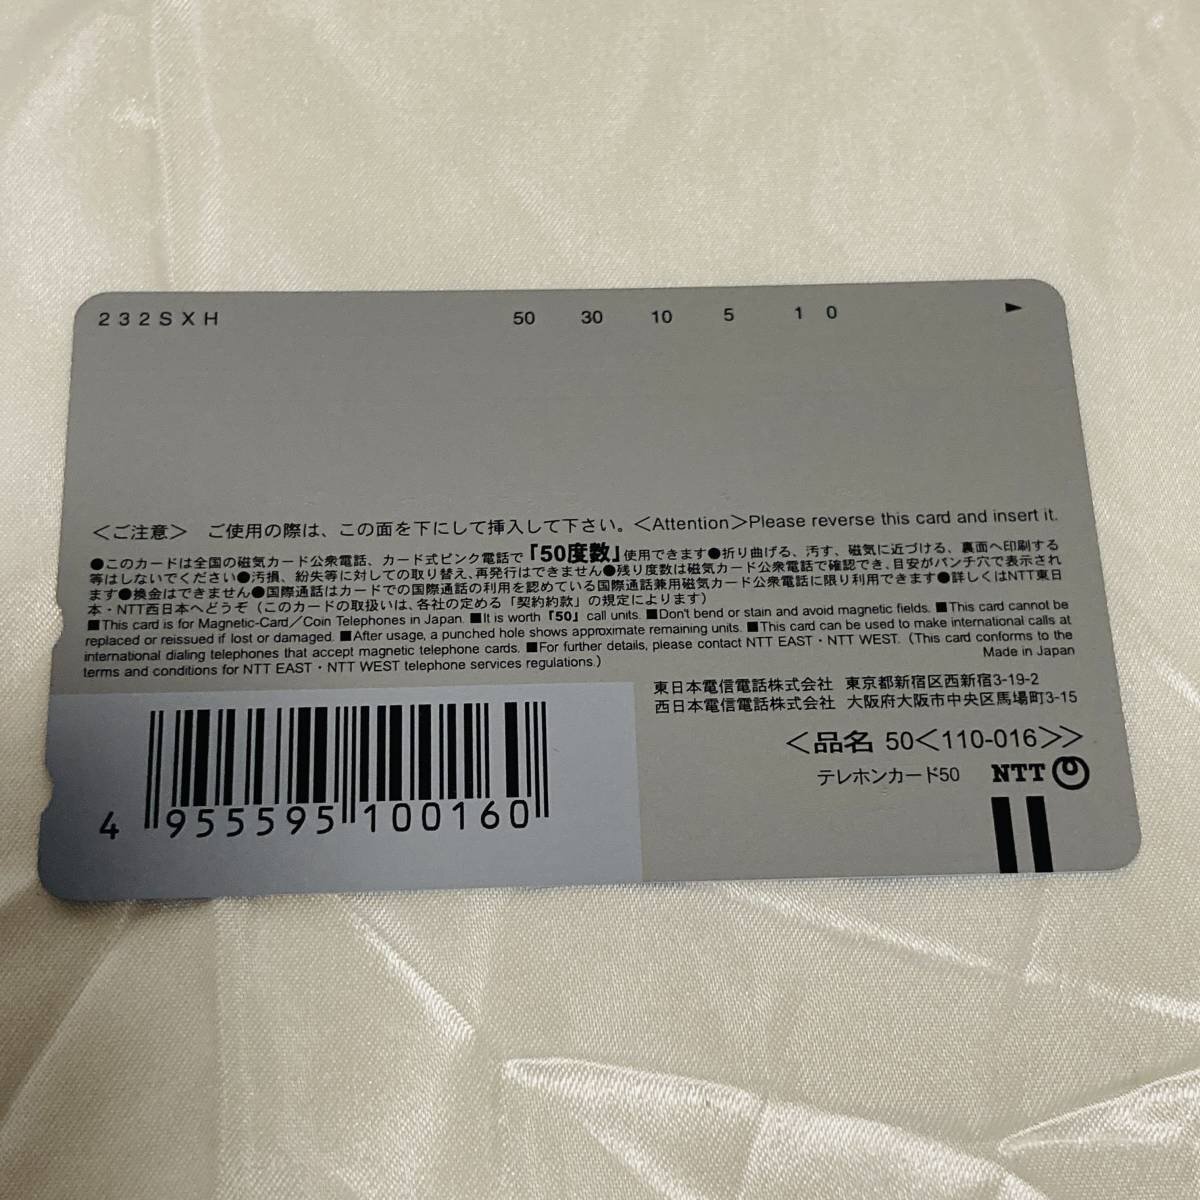 232SXH 50 30 10 5 1 0 ►
＜ご注意＞ ご使用の際は、この面を下にして挿入して下さい。＜Attention＞Please reverse this card and insert it.
●このカードは全国の磁気カード公衆電話、カード式ピンク電話で「50度数」使用できます●折り曲げる、汚す、磁気に近づける、裏面へ印刷する
等はしないでください●汚損、紛失等に対しての取り替え、再発行はできません●残り度数は磁気カード公衆電話で確認でき、目安がパンチ穴で表示され
ます●換金はできません●国際通話はカードでの国際通話の利用を認めている国際通話兼用磁気カード公衆電話に限り利用できます●詳しくはNTT東日
本・NTT西日本へどうぞ（このカードの取扱いは、各社の定める「契約約款」の規定によります）
■This card is for Magnetic-Card／Coin Telephones in Japan. ■It is worth「50」call units. ■Don't bend or stain and avoid magnetic fields. ■This card cannot be
replaced or reissued if lost or damaged. ■After usage, a punched hole shows approximate remaining units. ■This card can be used to make international calls at
international dialing telephones that accept magnetic telephone cards. ■For further details, please contact NTT EAST・NTT WEST. (This card conforms to the
terms and conditions for NTT EAST・NTT WEST telephone services regulations.) Made in Japan
東日本電信電話株式会社 東京都新宿区西新宿3-19-2
西日本電信電話株式会社 大阪府大阪市中央区馬場町3-15
＜品名 50＜110-016＞＞
テレホンカード50 NTT
4 955595 100160